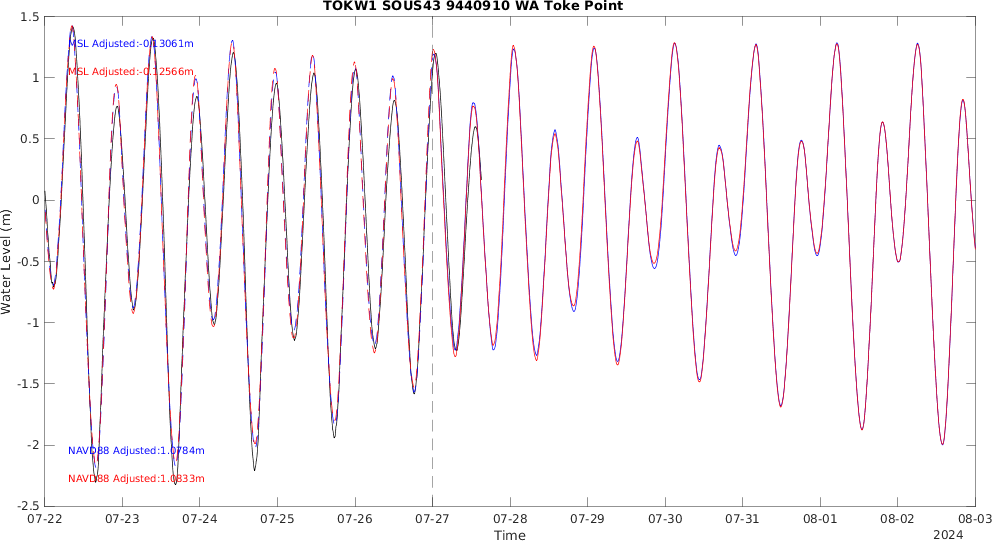 TOKW1 SOUS43 9440910 WA Toke Point
1.5
MSL Adjusted:-0.13061m
MSL Adjusted:-0.12566m
1
0.5
0
-0.5
-1
-1.5
-2
-2.5
Water Level (m)
NAVD88 Adjusted:1.0784m
NAVD88 Adjusted:1.0833m
07-22 07-23 07-24 07-25 07-26 07-27 07-28 07-29 07-30 07-31 08-01 08-02 08-03
Time
2024